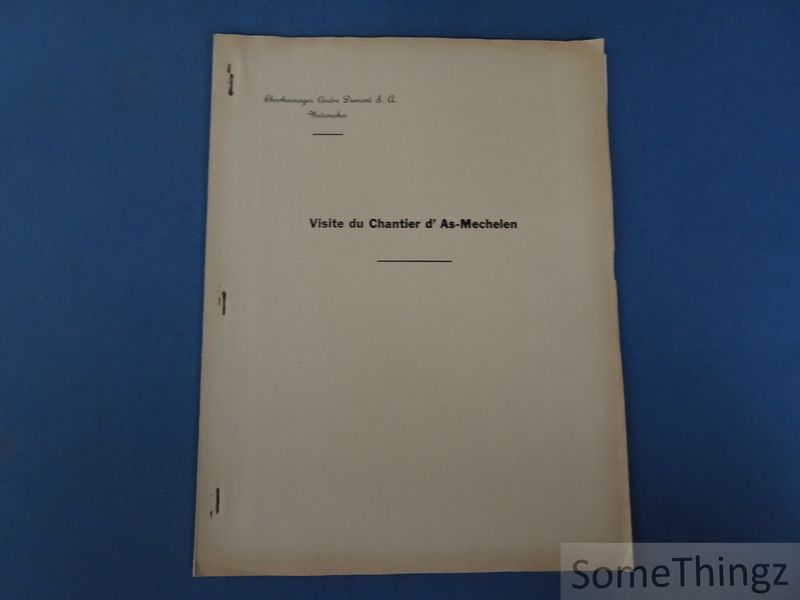 Charbonnages André Dumont S. A.
Waterschei
Visite du Chantier d' As-Mechelen
SomeThingz